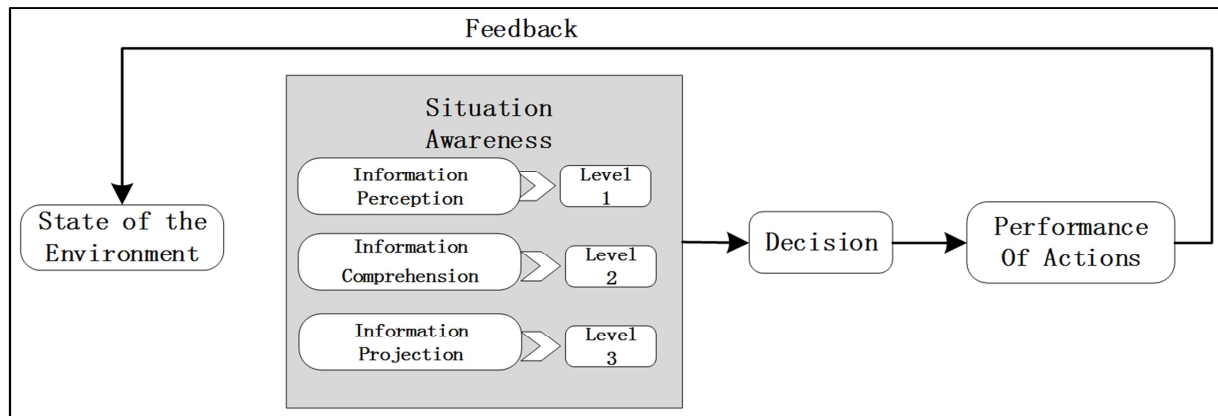 Feedback
Situation
Awareness
Information
Perception
Level
1
State of the
Environment
Information
Comprehension
Level
2
Decision
Performance
Of Actions
Information
Projection
Level
3